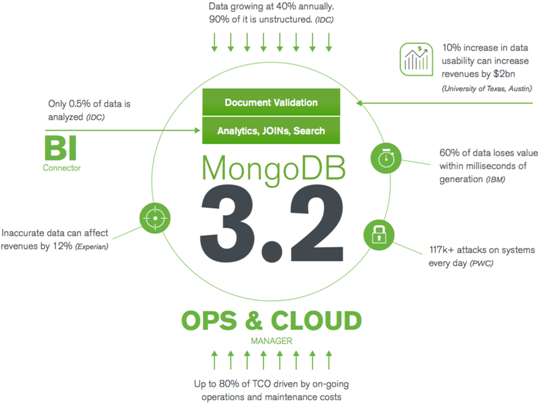 Data growing at 40% annually.
90% of it is unstructured. (IDC)
$
10% increase in data
usability can increase
revenues by $2bn
(University of Texas, Austin)
Document Validation
Only 0.5% of data is
analyzed (IDC)
Analytics, JOINs, Search
BI
Connector
MongoDB
3.2
60% of data loses value
within milliseconds of
generation (IBM)
Inaccurate data can affect
revenues by 12% (Experian)
117k+ attacks on systems
every day (PWC)
OPS & CLOUD
MANAGER
Up to 80% of TCO driven by on-going
operations and maintenance costs